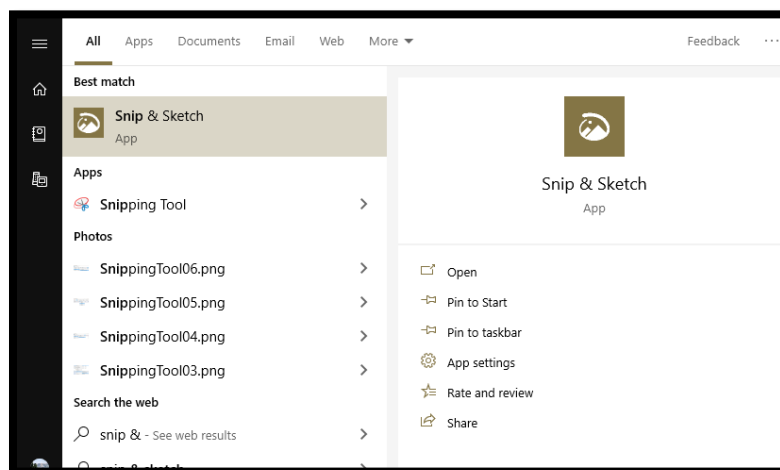 All Apps Documents Email Web More Feedback ...
Best match
Snip & Sketch
App
Apps
Snipping Tool
Photos
SnippingTool06.png
SnippingTool05.png
SnippingTool04.png
SnippingTool03.png
Search the web
snip & - See web results
snip & sketch
Snip & Sketch
App
Open
Pin to Start
Pin to taskbar
App settings
Rate and review
Share